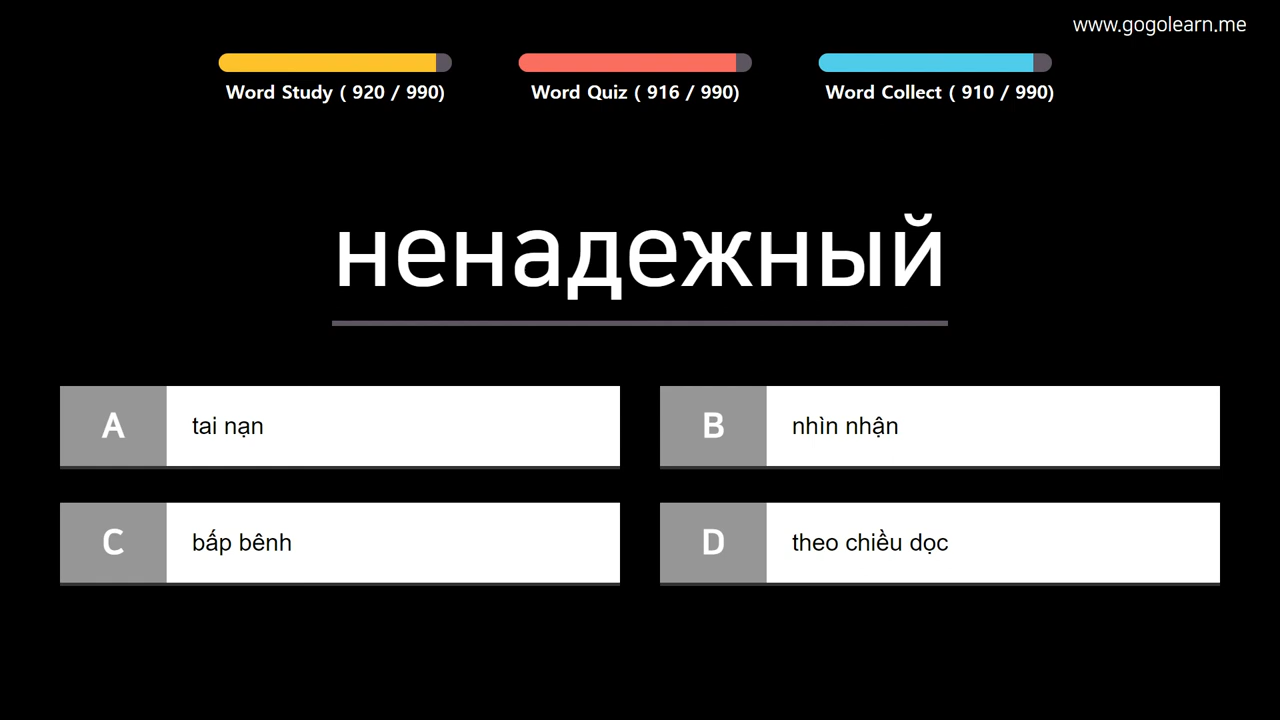 www.gogolearn.me
Word Study ( 920 / 990)
Word Quiz ( 916 / 990)
Word Collect ( 910 / 990)
ненадежный
A tai nạn
B nhìn nhận
C bấp bênh
D theo chiều dọc